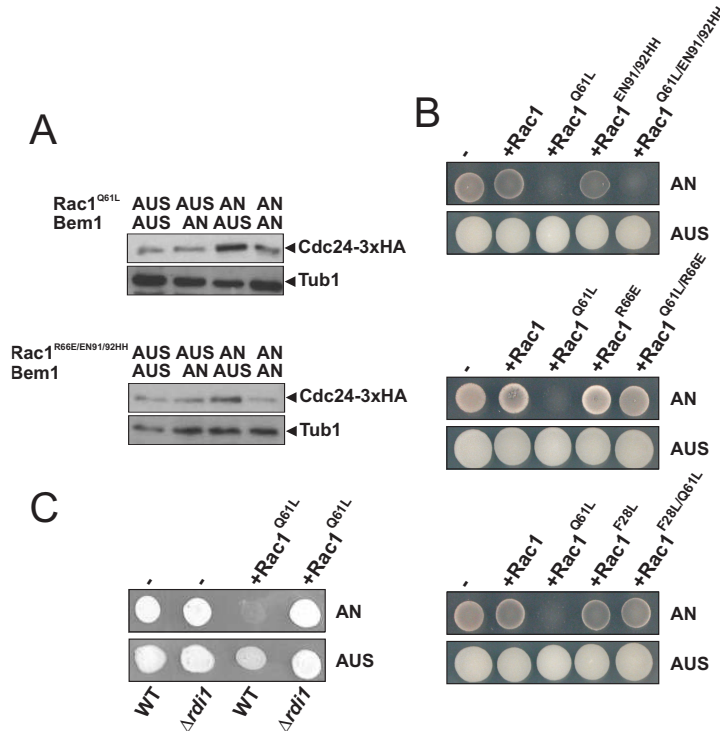 A
Rac1Q61L AUS AUS AN AN
Bem1 AUS AN AUS AN
Cdc24-3xHA
Tub1
Rac1R66E/EN91/92HH AUS AUS AN AN
Bem1 AUS AN AUS AN
Cdc24-3xHA
Tub1
B
- +Rac1 +Rac1Q61L +Rac1EN91/92HH +Rac1Q61L/EN91/92HH
AN
AUS
- +Rac1 +Rac1Q61L +Rac1R66E +Rac1Q61L/R66E
AN
AUS
- +Rac1 +Rac1Q61L +Rac1F28L +Rac1F28L/Q61L
AN
AUS
C
- - +Rac1Q61L +Rac1Q61L
AN
AUS
WT Δrdi1 WT Δrdi1